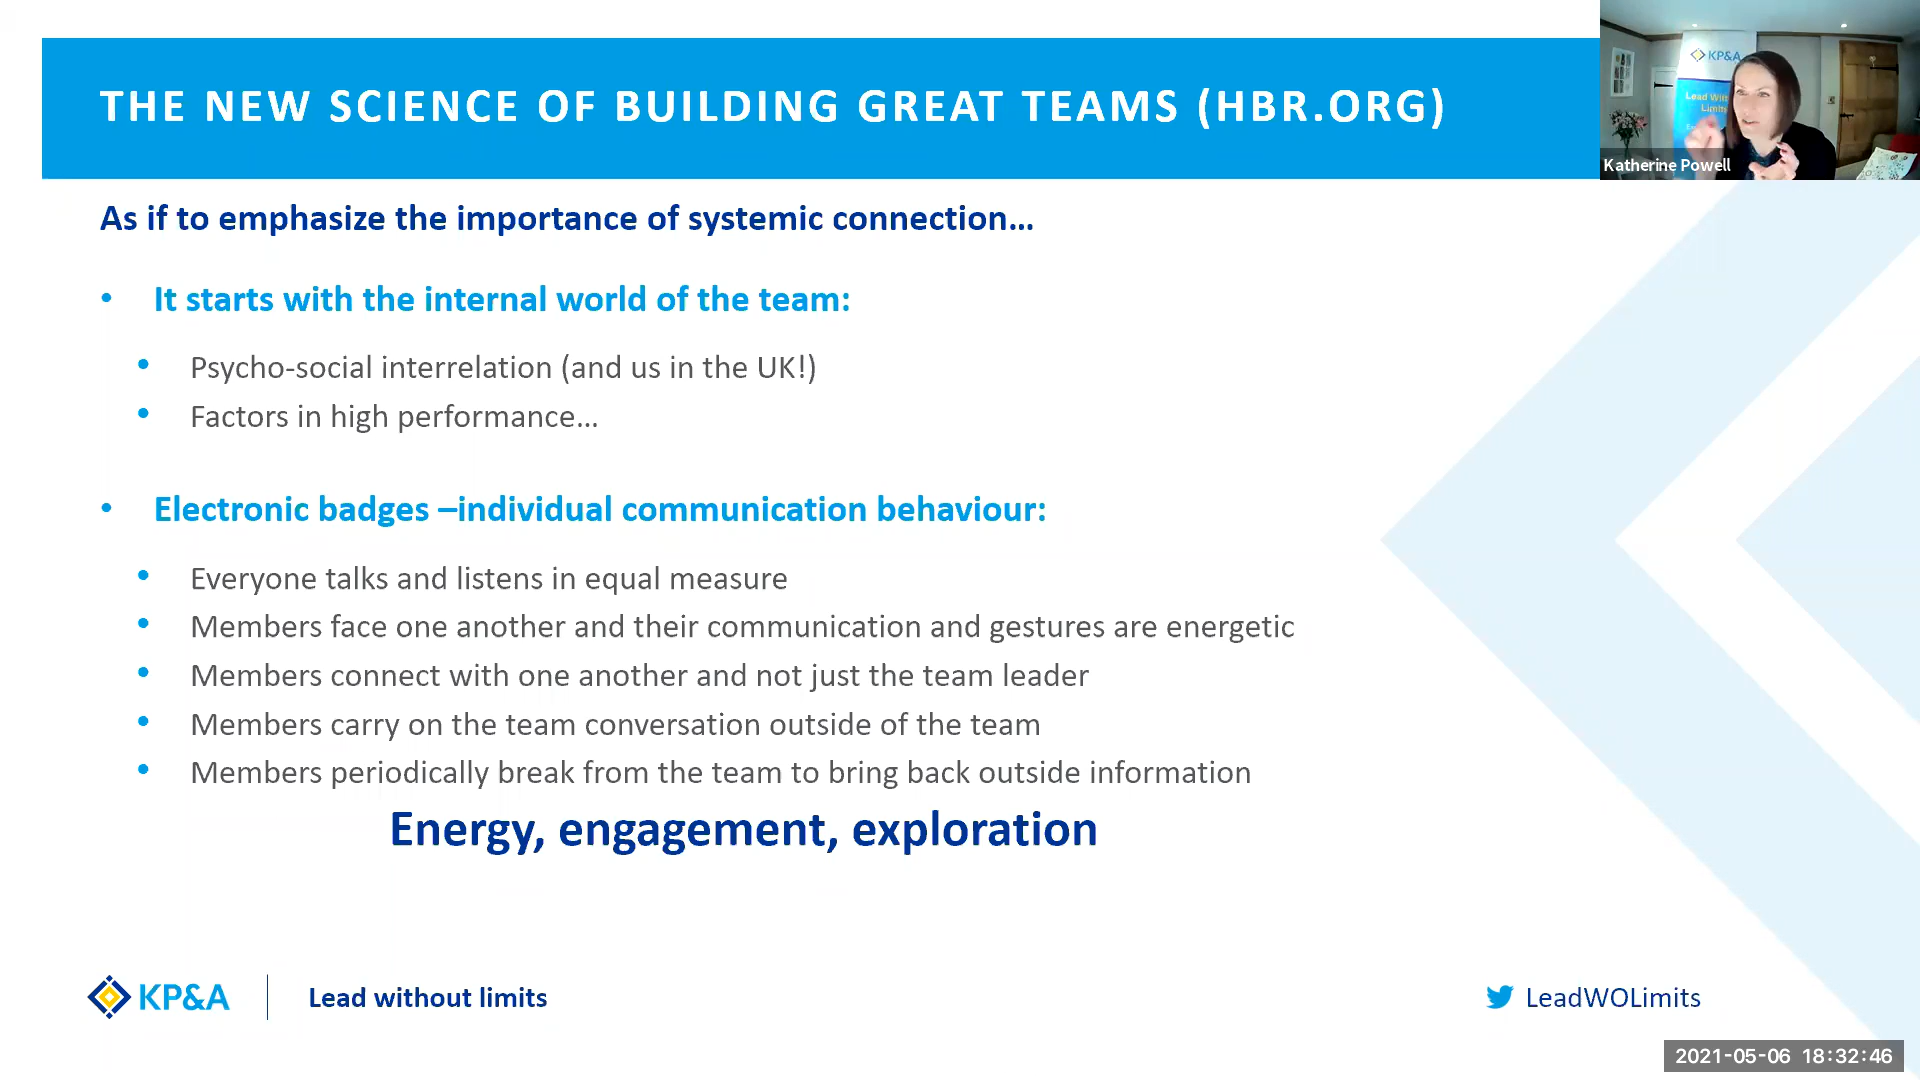 THE NEW SCIENCE OF BUILDING GREAT TEAMS (HBR.ORG)
KP&A
Lead
Limits
Katherine Powell
As if to emphasize the importance of systemic connection…
• It starts with the internal world of the team:
• Psycho-social interrelation (and us in the UK!)
• Factors in high performance…
• Electronic badges –individual communication behaviour:
• Everyone talks and listens in equal measure
• Members face one another and their communication and gestures are energetic
• Members connect with one another and not just the team leader
• Members carry on the team conversation outside of the team
• Members periodically break from the team to bring back outside information
Energy, engagement, exploration
KP&A
Lead without limits
LeadWOLimits
2021-05-06 18:32:46